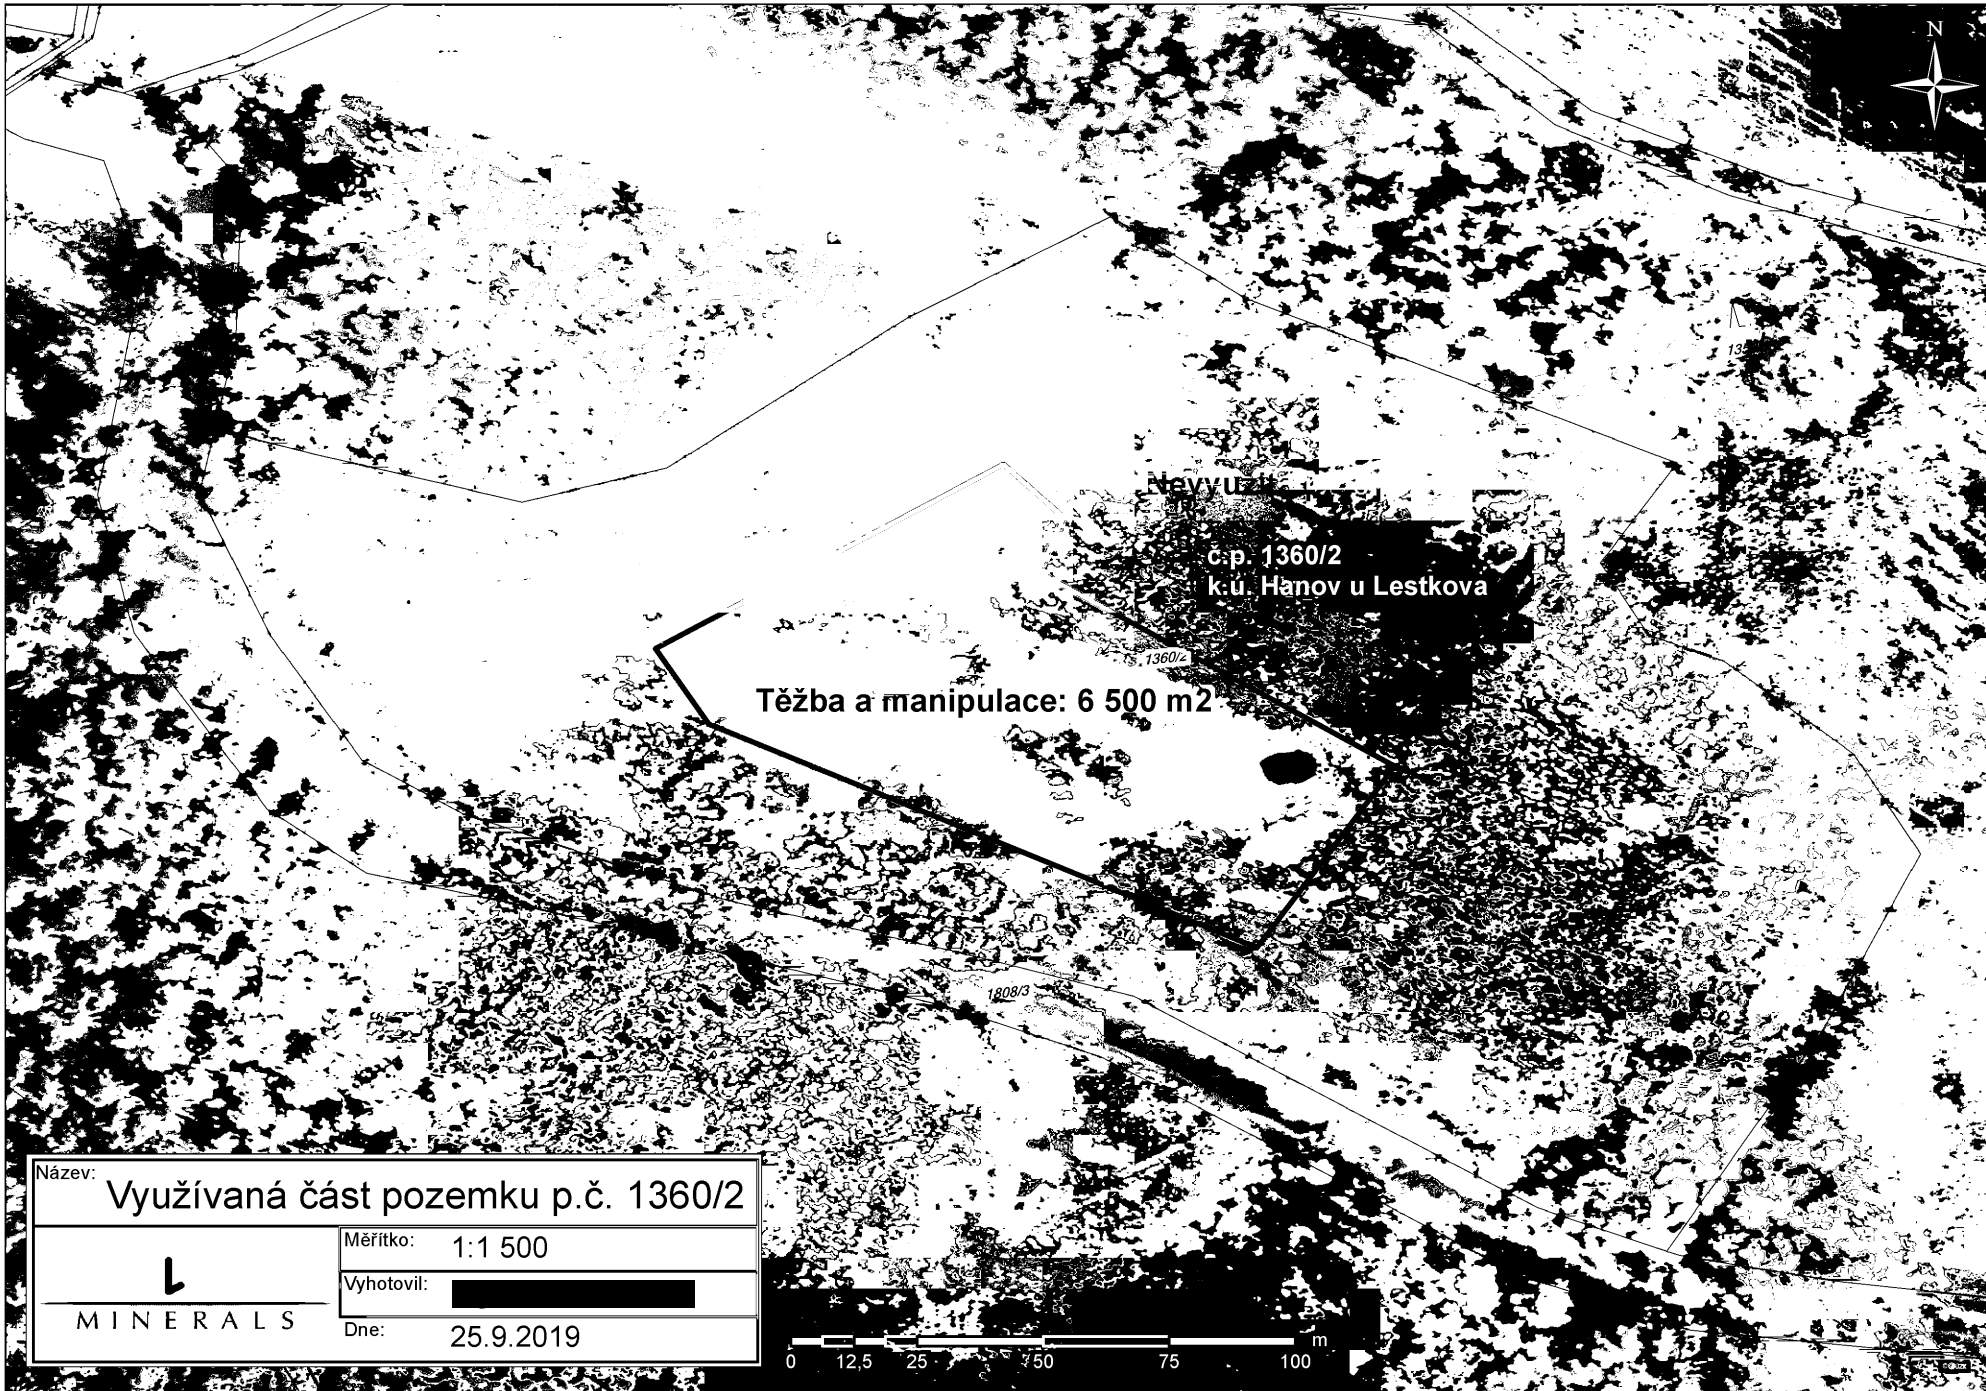 N
Nevyuži
č.p. 1360/2
k.ú. Hanov u Lestkova
1360/2
Těžba a manipulace: 6 500 m2
1808/3
Název:
Využívaná část pozemku p.č. 1360/2
Měřítko: 1:1 500
Vyhotovil:
Dne: 25.9.2019
L
MINERALS
0 12,5 25 50 75 100 m